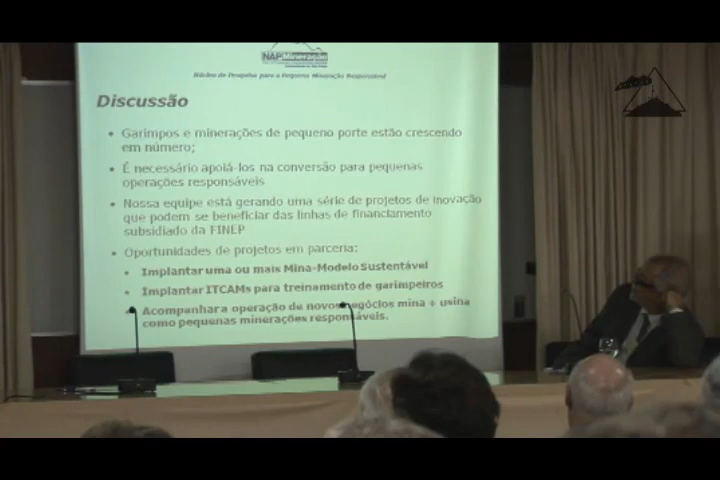 NAPMineração
Núcleo de Pesquisa para a Pequena Mineração Responsável
Discussão
• Garimpos e minerações de pequeno porte estão crescendo
em número;
• É necessário apoiá-los na conversão para pequenas
operações responsáveis
• Nossa equipe está gerando uma série de projetos de inovação
que podem se beneficiar das linhas de financiamento
subsidiado da FINEP
• Oportunidades de projetos em parceria:
• Implantar uma ou mais Mina-Modelo Sustentável
• Implantar ITCAMs para treinamento de garimpeiros
• Acompanhar a operação de novos negócios mina + usina
como pequenas minerações responsáveis.